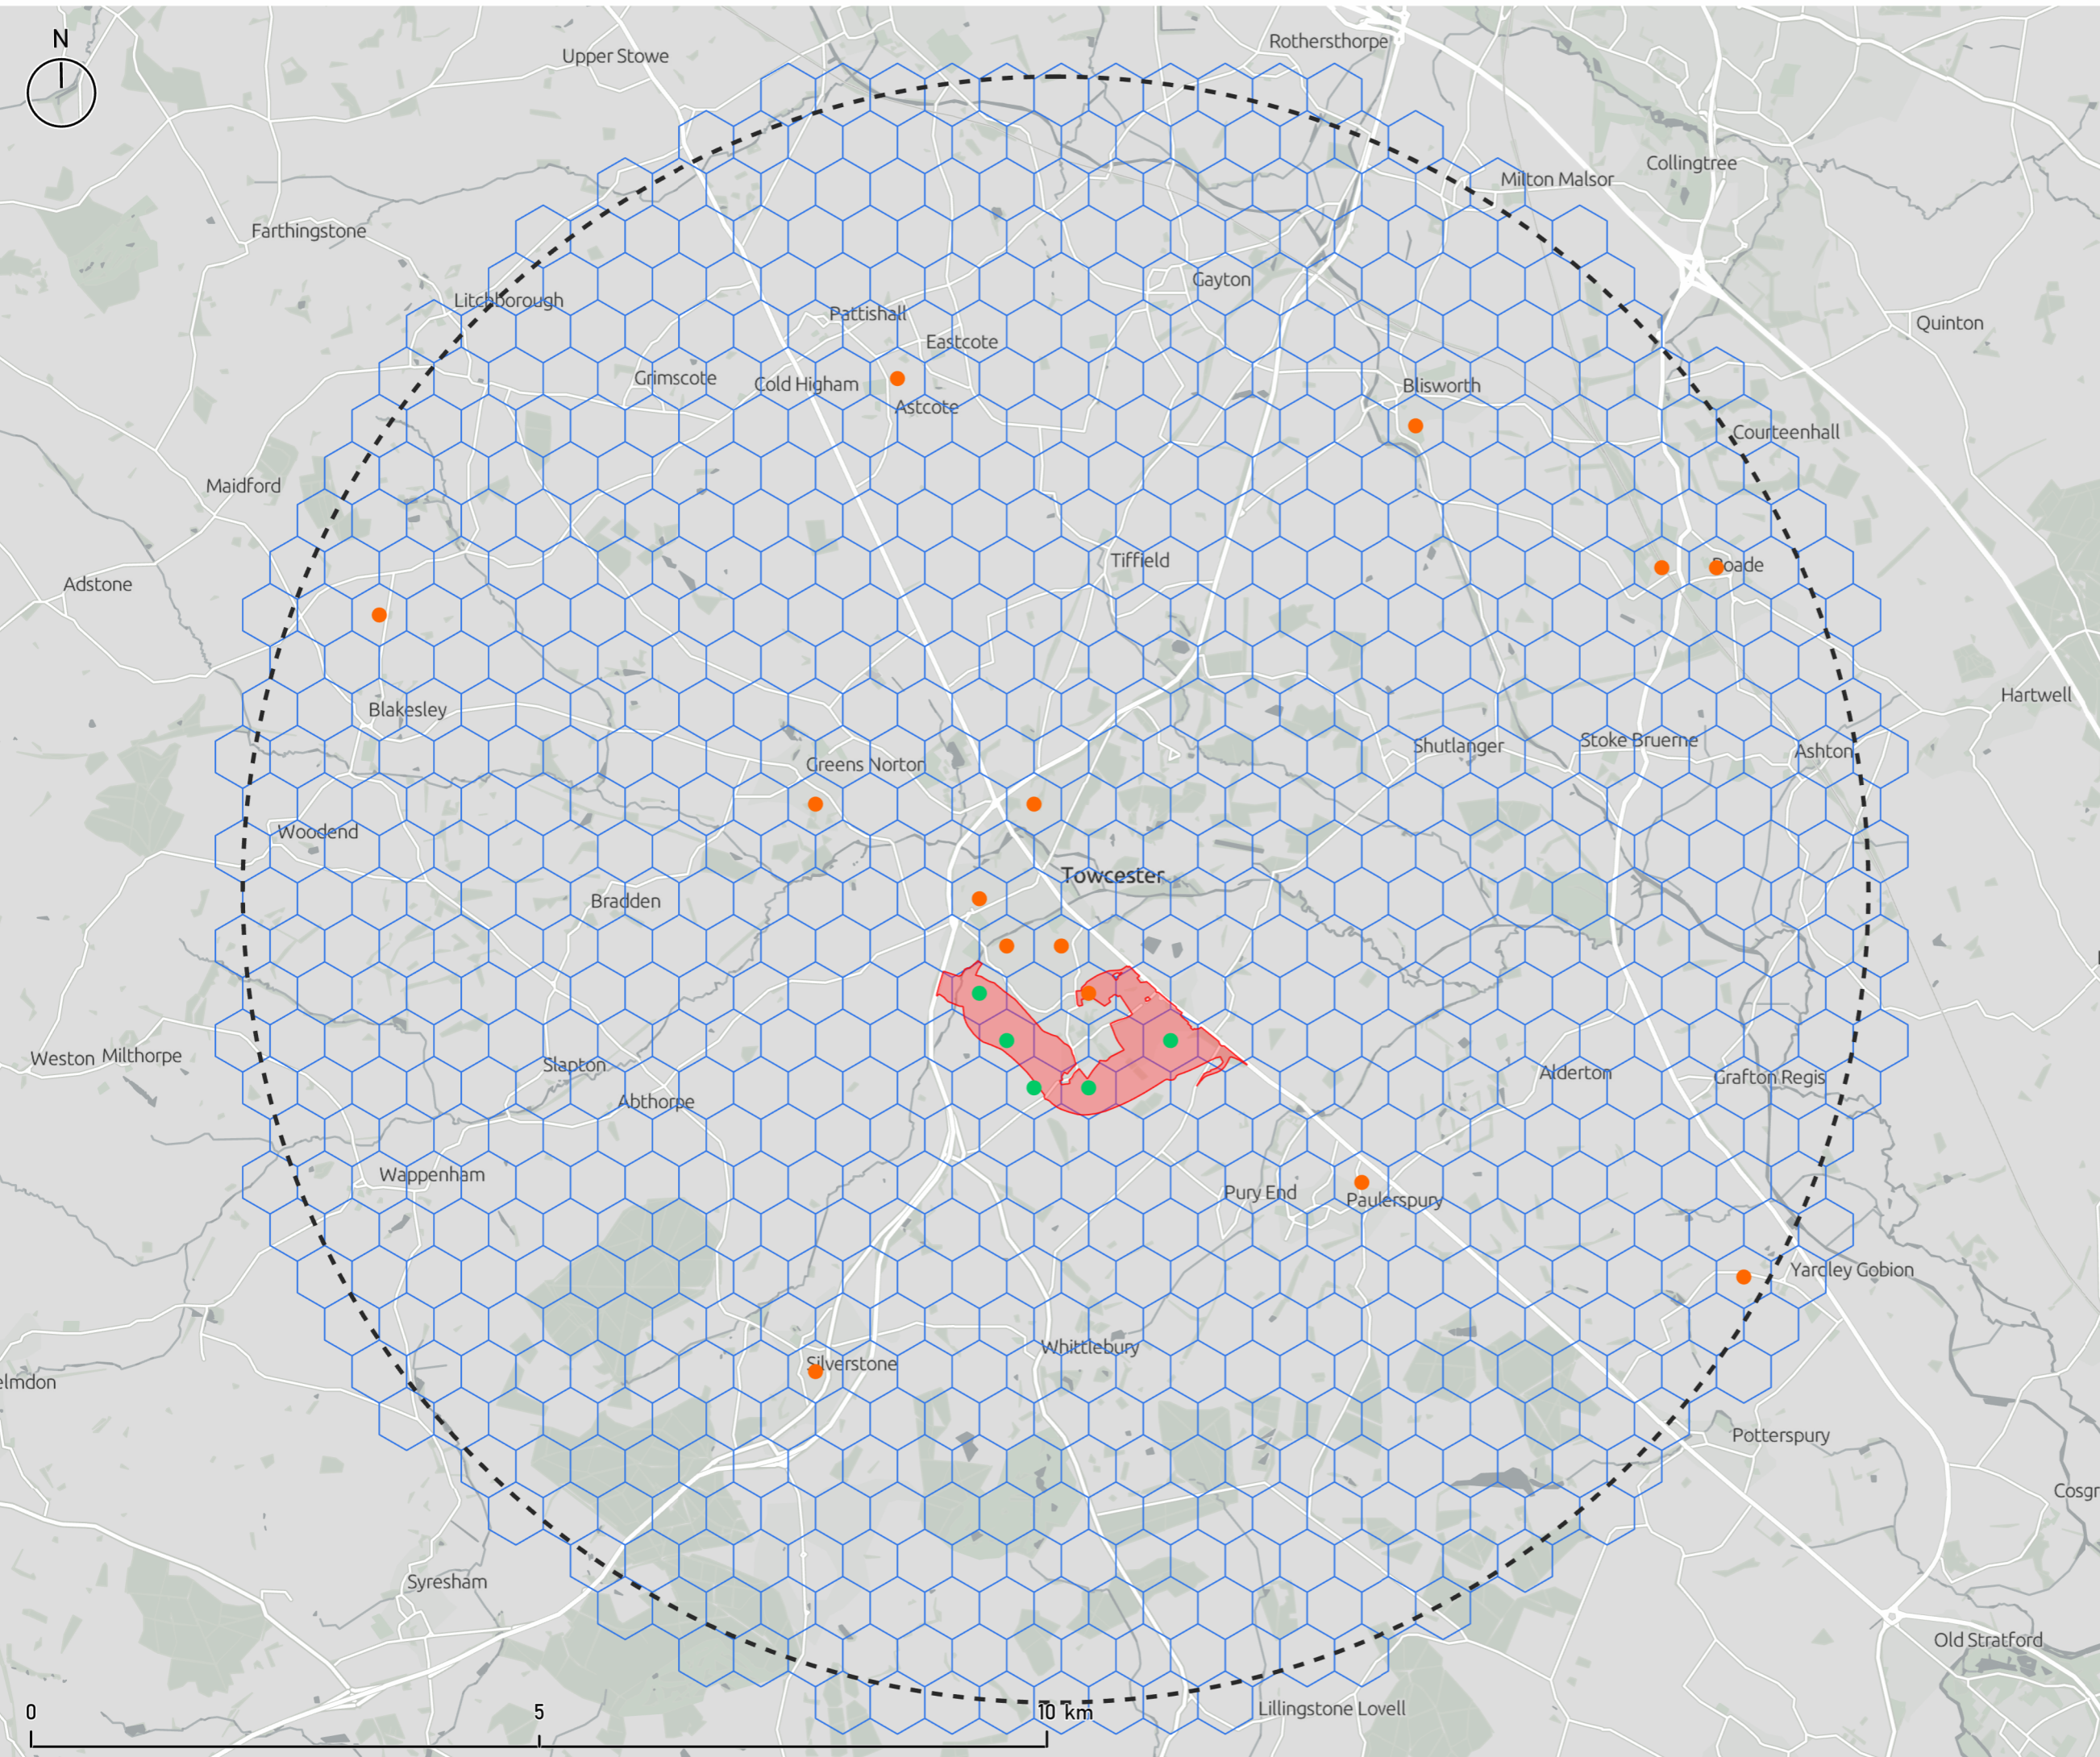 N
Upper Stowe
Rothersthorpe
Collingtree
Milton Malsor
Farthingstone
Gayton
Litchborough
Pattishall
Quinton
Eastcote
Grimscote
Cold Higham
Blisworth
Astcote
Courteenhall
Maidford
Tiffield
Roade
Adstone
Hartwell
Blakesley
Stoke Bruerne
Shutlanger
Ashton
Greens Norton
Woodend
Towcester
Bradden
Weston
Milthorpe
Slapton
Alderton
Grafton Regis
Abthorpe
Wappenham
Pury End
Paulerspury
Yardley Gobion
Whittlebury
Silverstone
elmdon
Potterspury
Cosgr
Syresham
Old Stratford
Lillingstone Lovell
0 5 10 km